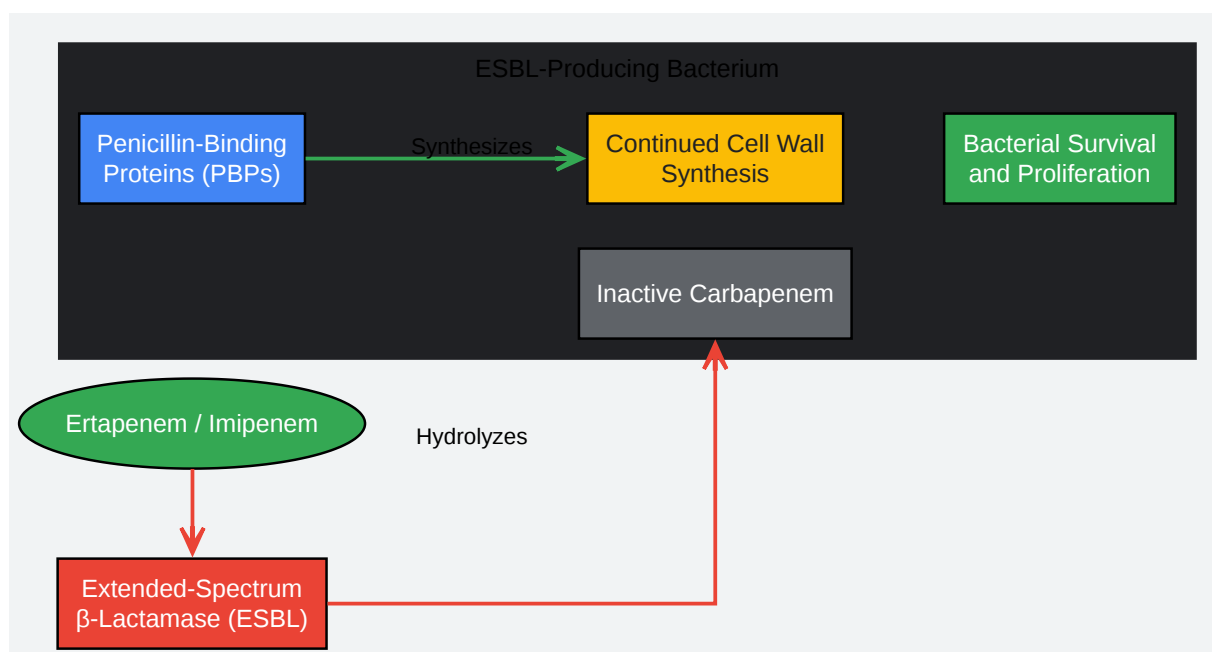 ESBL-Producing Bacterium
Penicillin-Binding
Proteins (PBPs)
Synthesizes
Continued Cell Wall
Synthesis
Bacterial Survival
and Proliferation
Inactive Carbapenem
Ertapenem / Imipenem
Hydrolyzes
Extended-Spectrum
β-Lactamase (ESBL)